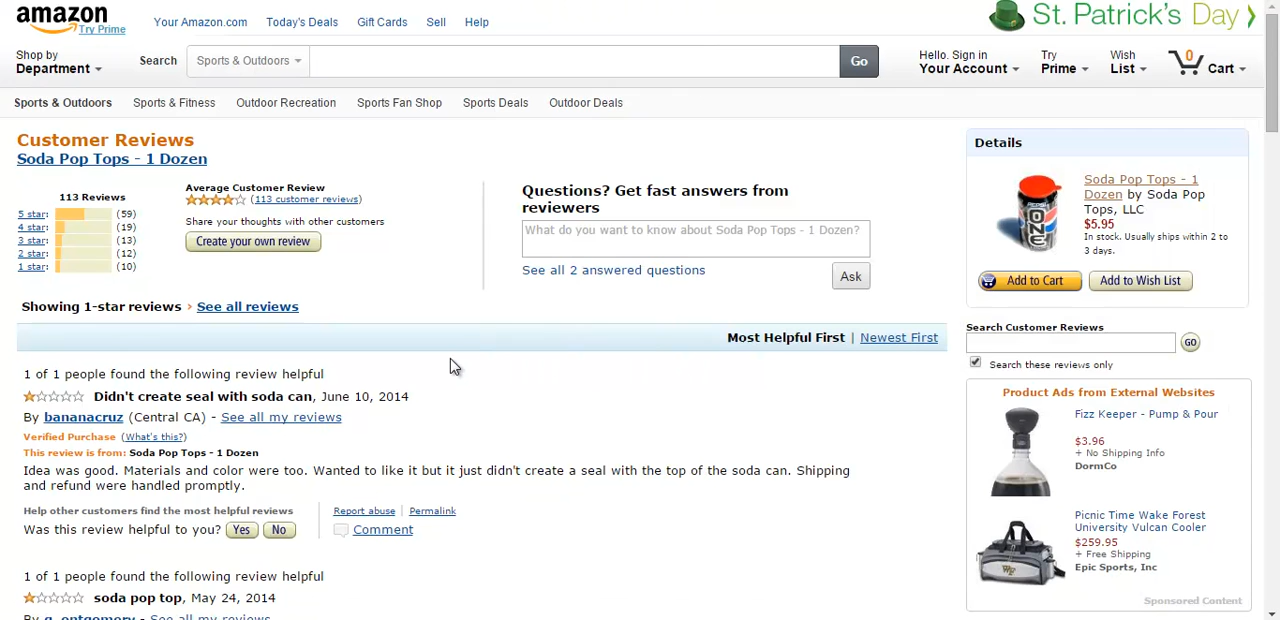 amazon
Try Prime
Your Amazon.com
Today's Deals
Gift Cards
Sell
Help
St. Patrick's Day
Shop by
Department
Search
Sports & Outdoors
Go
Hello. Sign in
Your Account
Try
Prime
Wish
List
0
Cart
Sports & Outdoors
Sports & Fitness
Outdoor Recreation
Sports Fan Shop
Sports Deals
Outdoor Deals
Customer Reviews
Soda Pop Tops - 1 Dozen
113 Reviews
5 star: (59)
4 star: (19)
3 star: (13)
2 star: (12)
1 star: (10)
Average Customer Review
(113 customer reviews)
Share your thoughts with other customers
Create your own review
Questions? Get fast answers from
reviewers
What do you want to know about Soda Pop Tops - 1 Dozen?
See all 2 answered questions
Ask
Details
Soda Pop Tops - 1
Dozen by Soda Pop
Tops, LLC
$5.95
In stock. Usually ships within 2 to
3 days.
PEPSI
ONE
Add to Cart
Add to Wish List
Showing 1-star reviews › See all reviews
Most Helpful First | Newest First
Search Customer Reviews
GO
Search these reviews only
1 of 1 people found the following review helpful
Didn't create seal with soda can, June 10, 2014
By bananacruz (Central CA) - See all my reviews
Verified Purchase (What's this?)
This review is from: Soda Pop Tops - 1 Dozen
Idea was good. Materials and color were too. Wanted to like it but it just didn't create a seal with the top of the soda can. Shipping
and refund were handled promptly.
Help other customers find the most helpful reviews
Was this review helpful to you? Yes No
Report abuse | Permalink
Comment
1 of 1 people found the following review helpful
soda pop top, May 24, 2014
By g. ontgomery - See all my reviews
Product Ads from External Websites
Fizz Keeper - Pump & Pour
$3.96
+ No Shipping Info
DormCo
Picnic Time Wake Forest
University Vulcan Cooler
$259.95
+ Free Shipping
Epic Sports, Inc
WF
Sponsored Content